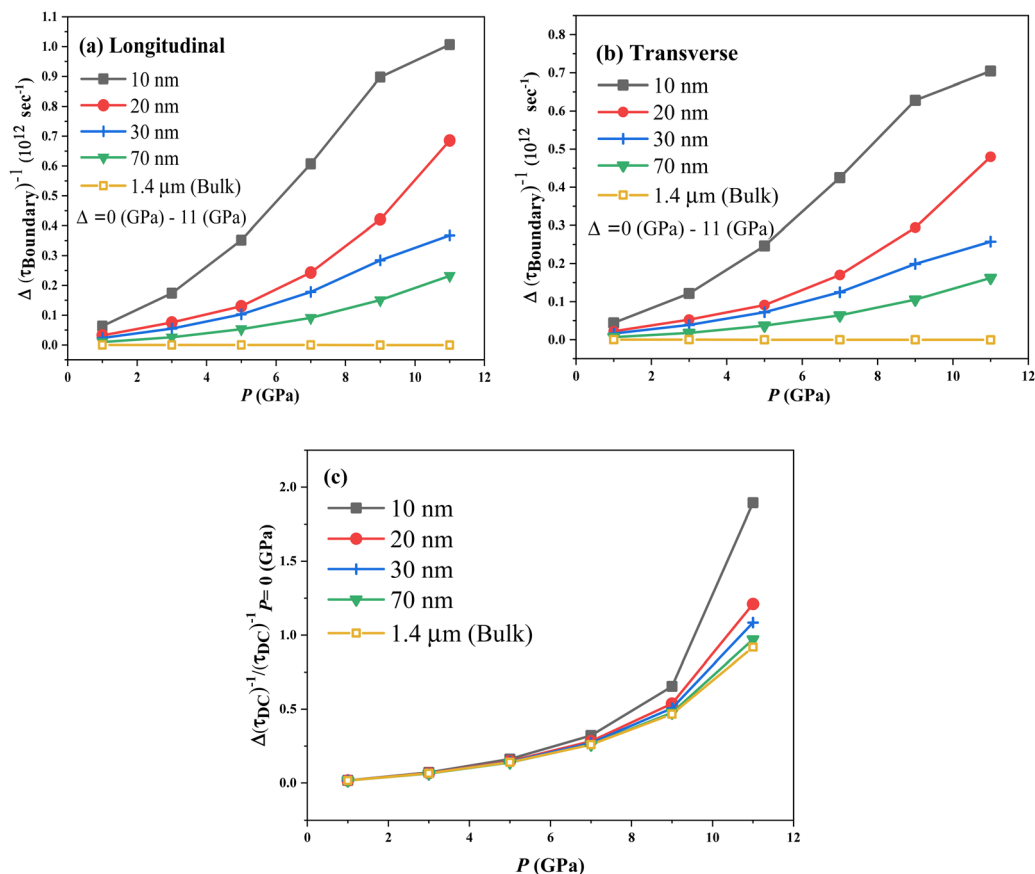 (a) Longitudinal
10 nm
20 nm
30 nm
70 nm
1.4 μm (Bulk)
Δ =0 (GPa) - 11 (GPa)
Δ (τBoundary)⁻¹ (10¹² sec⁻¹)
1.1
1.0
0.9
0.8
0.7
0.6
0.5
0.4
0.3
0.2
0.1
0.0
0 2 4 6 8 10 12
P (GPa)
(b) Transverse
10 nm
20 nm
30 nm
70 nm
1.4 μm (Bulk)
Δ =0 (GPa) - 11 (GPa)
Δ (τBoundary)⁻¹ (10¹² sec⁻¹)
0.8
0.7
0.6
0.5
0.4
0.3
0.2
0.1
0.0
0 2 4 6 8 10 12
P (GPa)
(c)
10 nm
20 nm
30 nm
70 nm
1.4 μm (Bulk)
Δ(τDC)⁻¹/(τDC)⁻¹ P= 0 (GPa)
2.0
1.5
1.0
0.5
0.0
0 2 4 6 8 10 12
P (GPa)